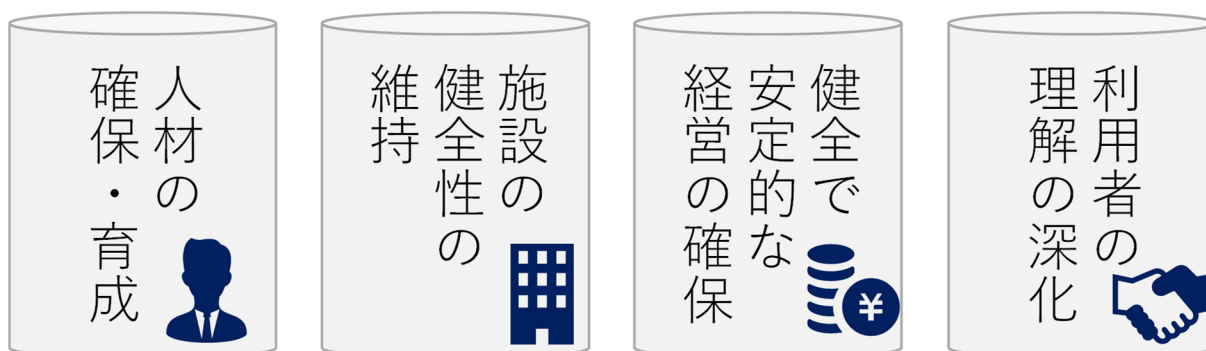 人材の
確保・育成
施設の
健全性の
維持
健全で
安定的な
経営の確保
¥
利用者の
理解の深化